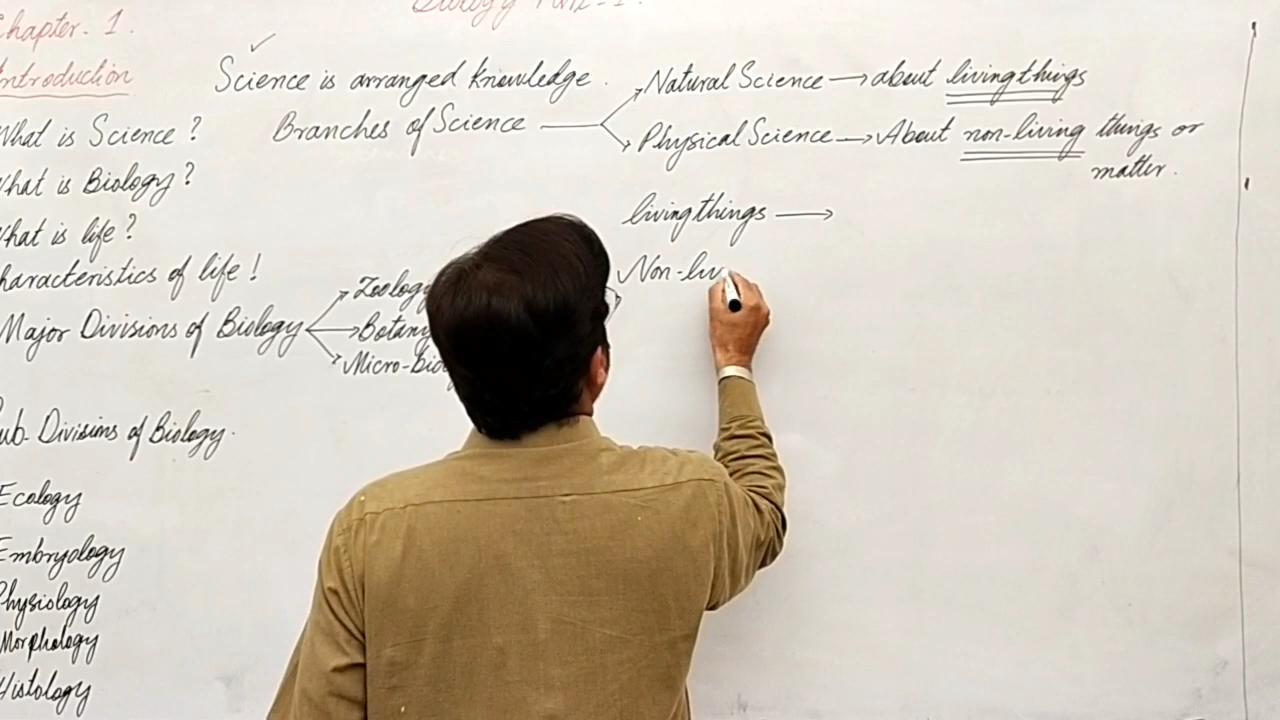 Chapter-1.
Introduction
What is Science?
What is Biology?
What is life?
Characteristics of life!
Major Divisions of Biology
Zoology
Botany
Micro-bio
Sub-Divisions of Biology.
Ecology
Embryology
Physiology
Morphology
Histology
Science is arranged knowledge.
Branches of Science
Natural Science → about living things
Physical Science → About non-living things or
matter.
living things →
Non-liv